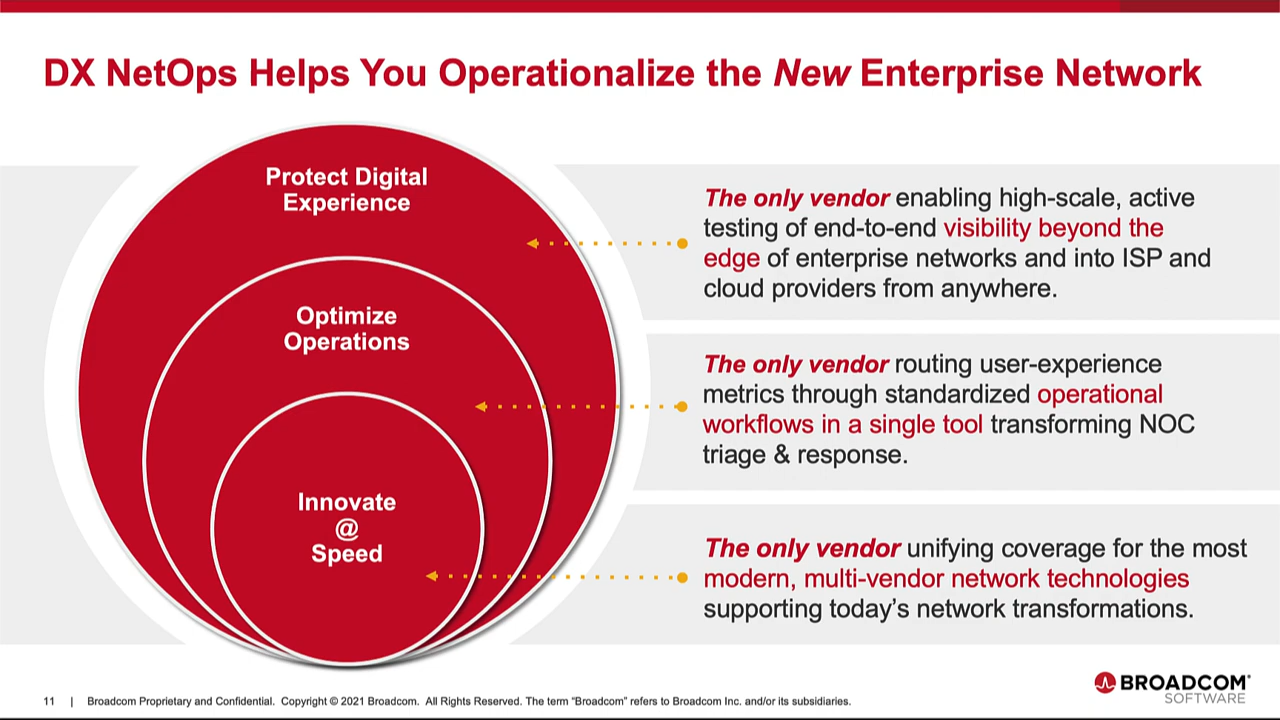 DX NetOps Helps You Operationalize the New Enterprise Network
Protect Digital
Experience
Optimize
Operations
Innovate
@
Speed
The only vendor enabling high-scale, active
testing of end-to-end visibility beyond the
edge of enterprise networks and into ISP and
cloud providers from anywhere.
The only vendor routing user-experience
metrics through standardized operational
workflows in a single tool transforming NOC
triage & response.
The only vendor unifying coverage for the most
modern, multi-vendor network technologies
supporting today's network transformations.
11 | Broadcom Proprietary and Confidential. Copyright © 2021 Broadcom. All Rights Reserved. The term "Broadcom" refers to Broadcom Inc. and/or its subsidiaries.
BROADCOM®
SOFTWARE